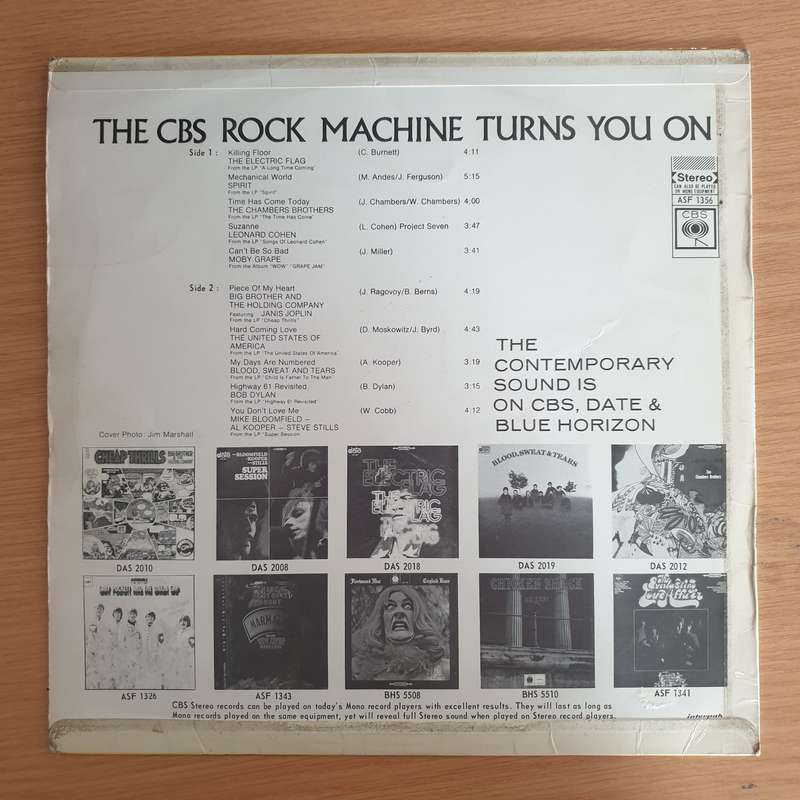 THE CBS ROCK MACHINE TURNS YOU ON
Side 1 : Killing Floor (C. Burnett) 4:11
THE ELECTRIC FLAG
From the LP "A Long Time Coming"
Mechanical World (M. Andes/J. Ferguson) 5:15
SPIRIT
From the LP "Spirit"
Time Has Come Today (J. Chambers/W. Chambers) 4:00
THE CHAMBERS BROTHERS
From the LP "The Time Has Come"
Suzanne (L. Cohen) Project Seven 3:47
LEONARD COHEN
From the LP "Songs Of Leonard Cohen"
Can't Be So Bad (J. Miller) 3:41
MOBY GRAPE
From the Album "WOW" "GRAPE JAM"
Stereo
CAN ALSO BE PLAYED
ON MONO EQUIPMENT
ASF 1356
CBS
Side 2 : Piece Of My Heart (J. Ragovoy/B. Berns) 4:19
BIG BROTHER AND
THE HOLDING COMPANY
Featuring JANIS JOPLIN
From the LP "Cheap Thrills"
Hard Coming Love (D. Moskowitz/J. Byrd) 4:43
THE UNITED STATES OF
AMERICA
From the LP "The United States Of America"
My Days Are Numbered (A. Kooper) 3:19
BLOOD, SWEAT AND TEARS
From the LP "Child Is Father To The Man"
Highway 61 Revisited (B. Dylan) 3:15
BOB DYLAN
From the LP "Highway 61 Revisited"
You Don't Love Me (W. Cobb) 4:12
MIKE BLOOMFIELD –
AL KOOPER – STEVE STILLS
From the LP "Super Session
THE
CONTEMPORARY
SOUND IS
ON CBS, DATE &
BLUE HORIZON
Cover Photo: Jim Marshall
CHEAP THRILLS
BLOOMFIELD
KOOPER
STILLS
SUPER
SESSION
THE
ELECTRIC
FLAG
BLOOD, SWEAT & TEARS
The
Chambers Brothers
DAS 2010 DAS 2008 DAS 2018 DAS 2019 DAS 2012
Fleetwood Mac English Rose
CHICKEN SHACK
The Everlasting
Love Affair
ASF 1326 ASF 1343 BHS 5508 BHS 5510 ASF 1341
CBS Stereo records can be played on today's Mono record players with excellent results. They will last as long as
Mono records played on the same equipment, yet will reveal full Stereo sound when played on Stereo record players.